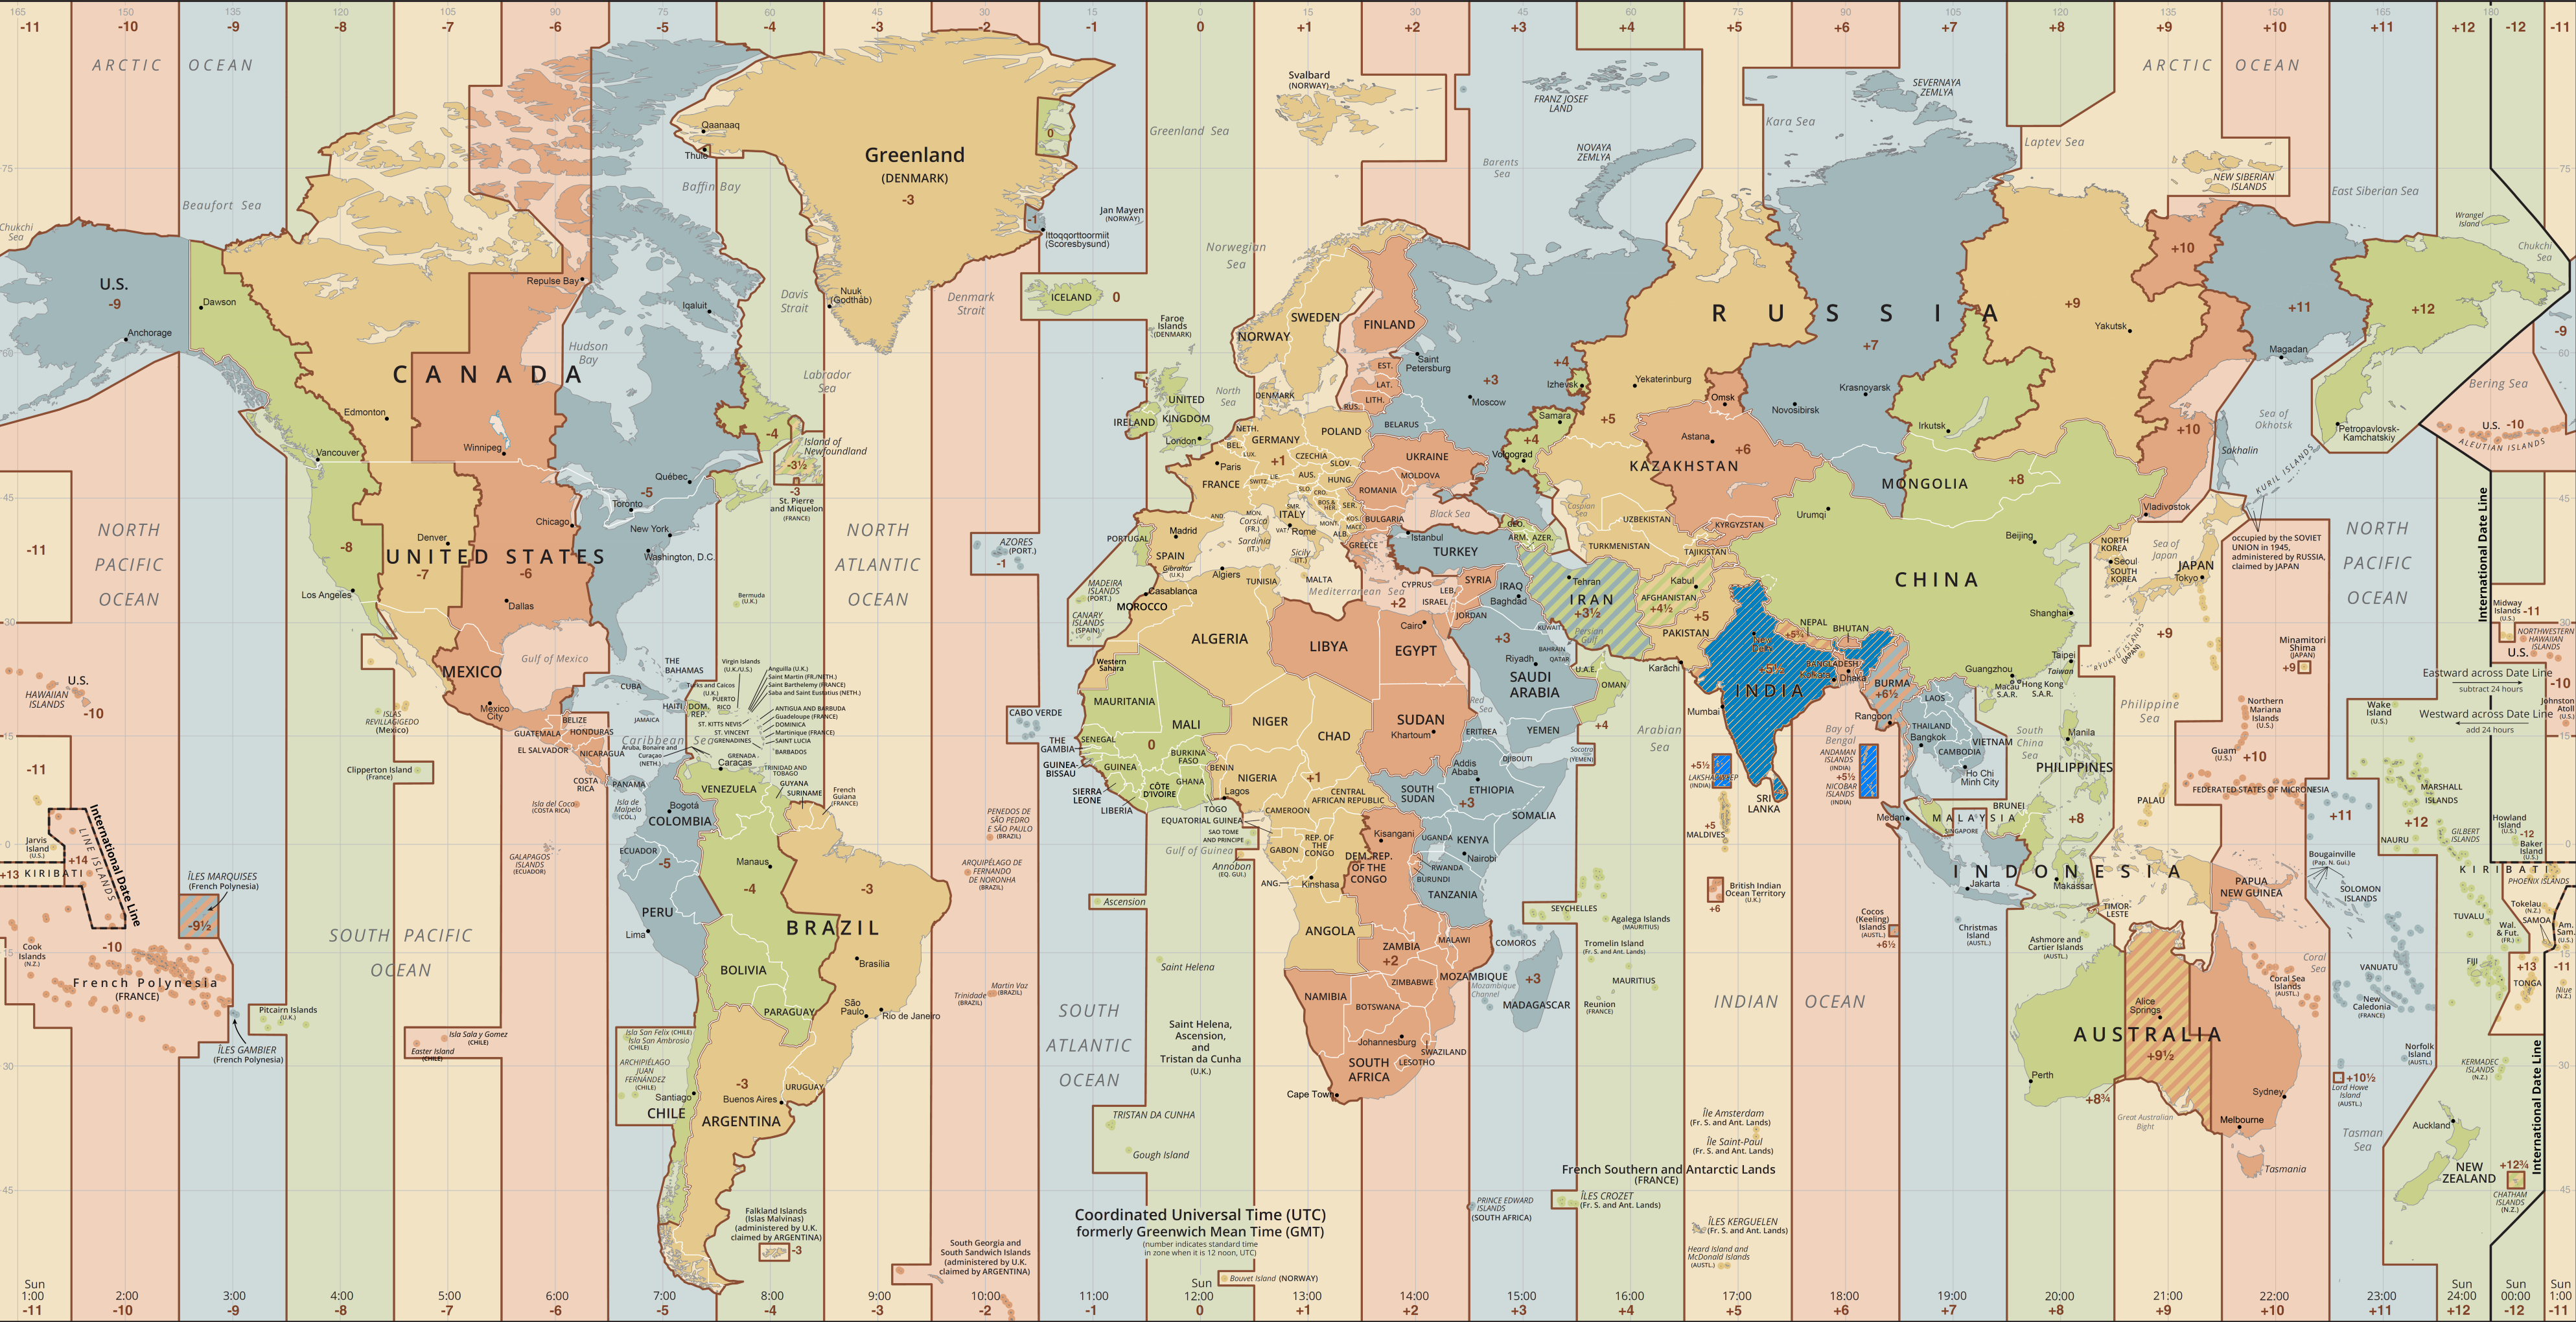 165 150 135 120 105 90 75 60 45 30 15 0 15 30 45 60 75 90 105 120 135 150 165 180
-11 -10 -9 -8 -7 -6 -5 -4 -3 -2 -1 0 +1 +2 +3 +4 +5 +6 +7 +8 +9 +10 +11 +12 -12 -11
ARCTIC OCEAN
Chukchi
Sea
Beaufort Sea
U.S.
-9
Anchorage
Dawson
Repulse Bay
Iqaluit
Hudson
Bay
CANADA
Edmonton
Vancouver
Winnipeg
Québec
Toronto
-5
Labrador
Sea
-4
Island of
Newfoundland
-3½
-3
St. Pierre
and Miquelon
(FRANCE)
Baffin Bay
Davis
Strait
Qaanaaq
Thule
Greenland
(DENMARK)
-3
0
-1
Ittoqqortoormiit
(Scoresbysund)
Nuuk
(Godthåb)
Denmark
Strait
Jan Mayen
(NORWAY)
ICELAND
0
Greenland Sea
Norwegian
Sea
Svalbard
(NORWAY)
Faroe
Islands
(DENMARK)
North
Sea
Barents
Sea
FRANZ JOSEF
LAND
NOVAYA
ZEMLYA
Kara Sea
SEVERNAYA
ZEMLYA
Laptev Sea
ARCTIC OCEAN
NEW SIBERIAN
ISLANDS
East Siberian Sea
Wrangel
Island
Chukchi
Sea
NORTH
PACIFIC
OCEAN
-11
Denver
Chicago
New York
Washington, D.C.
UNITED STATES
-8
-7
-6
Los Angeles
Dallas
Bermuda
(U.K.)
NORTH
ATLANTIC
OCEAN
AZORES
(PORT.)
-1
MADEIRA
ISLANDS
(PORT.)
CANARY
ISLANDS
(SPAIN)
U.S.
HAWAIIAN
ISLANDS
-10
MEXICO
Mexico
City
Gulf of Mexico
ISLAS
REVILLAGIGEDO
(Mexico)
Clipperton Island
(France)
THE
BAHAMAS
CUBA
JAMAICA
HAITI
DOM.
REP.
PUERTO
RICO
Virgin Islands
(U.K./U.S.)
Turks and Caicos
(U.K.)
Anguilla (U.K.)
Saint Martin (FR./NETH.)
Saint Barthelemy (FRANCE)
Saba and Saint Eustatius (NETH.)
ANTIGUA AND BARBUDA
Guadeloupe (FRANCE)
DOMINICA
Martinique (FRANCE)
SAINT LUCIA
BARBADOS
ST. KITTS NEVIS
ST. VINCENT
GRENADINES
GRENADA
TRINIDAD AND
TOBAGO
Caribbean Sea
Aruba, Bonaire and
Curaçao
(NETH.)
BELIZE
GUATEMALA
HONDURAS
EL SALVADOR
NICARAGUA
COSTA
RICA
PANAMA
Isla del Coco
(COSTA RICA)
Isla de
Malpelo
(COL.)
Caracas
VENEZUELA
GUYANA
SURINAME
French
Guiana
(FRANCE)
Bogotá
COLOMBIA
ECUADOR
-5
GALAPAGOS
ISLANDS
(ECUADOR)
Manaus
-4
-3
PERU
Lima
BRAZIL
BOLIVIA
Brasília
PARAGUAY
São
Paulo
Rio de Janeiro
Isla San Felix (CHILE)
Isla San Ambrosio
(CHILE)
ARCHIPIÉLAGO
JUAN
FERNÁNDEZ
(CHILE)
Santiago
CHILE
-3
URUGUAY
Buenos Aires
ARGENTINA
Falkland Islands
(Islas Malvinas)
(administered by U.K.
claimed by ARGENTINA)
-3
South Georgia and
South Sandwich Islands
(administered by U.K.
claimed by ARGENTINA)
PENEDOS DE
SÃO PEDRO
E SÃO PAULO
(BRAZIL)
ARQUIPÉLAGO DE
FERNANDO
DE NORONHA
(BRAZIL)
Martin Vaz
(BRAZIL)
Trinidade
(BRAZIL)
-11
Jarvis
Island
(U.S.)
+13 KIRIBATI
+14
LINE ISLANDS
International Date Line
ÎLES MARQUISES
(French Polynesia)
-9½
-10
Cook
Islands
(N.Z.)
French Polynesia
(FRANCE)
Pitcairn Islands
(U.K.)
ÎLES GAMBIER
(French Polynesia)
SOUTH PACIFIC
OCEAN
Isla Sala y Gomez
(CHILE)
Easter Island
(CHILE)
UNITED
KINGDOM
IRELAND
London
NORWAY
SWEDEN
FINLAND
DENMARK
EST.
LAT.
LITH.
RUS.
BELARUS
NETH.
BEL.
LUX.
GERMANY
POLAND
CZECHIA
SLOV.
AUS.
HUNG.
+1
Paris
FRANCE
SWITZ.
LIE.
SLO.
CRO.
BOS.&
HER.
SER.
MONT.
KOS.
MACE.
ALB.
AND.
MON.
SMR.
VAT.
ITALY
Rome
Corsica
(FR.)
Sardinia
(IT.)
Sicily
(IT.)
UKRAINE
MOLDOVA
ROMANIA
BULGARIA
GREECE
Black Sea
PORTUGAL
Madrid
SPAIN
Gibraltar
(U.K.)
Algiers
TUNISIA
MALTA
Mediterranean Sea
Istanbul
TURKEY
CYPRUS
SYRIA
LEB.
ISRAEL
JORDAN
+2
Casablanca
MOROCCO
Western
Sahara
ALGERIA
LIBYA
Cairo
EGYPT
CABO VERDE
MAURITANIA
MALI
0
NIGER
CHAD
SUDAN
Khartoum
ERITREA
SENEGAL
THE
GAMBIA
GUINEA-
BISSAU
GUINEA
SIERRA
LEONE
LIBERIA
CÔTE
D'IVOIRE
BURKINA
FASO
GHANA
TOGO
BENIN
NIGERIA
Lagos
+1
CAMEROON
CENTRAL
AFRICAN REPUBLIC
EQUATORIAL GUINEA
SAO TOME
AND PRINCIPE
Gulf of Guinea
Annobon
(EQ. GUI.)
GABON
REP. OF
THE
CONGO
ANG.
Kinshasa
Kisangani
DEM. REP.
OF THE
CONGO
SOUTH
SUDAN
Addis
Ababa
ETHIOPIA
+3
DJIBOUTI
SOMALIA
UGANDA
KENYA
Nairobi
RWANDA
BURUNDI
TANZANIA
ANGOLA
ZAMBIA
+2
MALAWI
MOZAMBIQUE
Mozambique
Channel
ZIMBABWE
NAMIBIA
BOTSWANA
Johannesburg
SWAZILAND
LESOTHO
SOUTH
AFRICA
Cape Town
COMOROS
+3
MADAGASCAR
Ascension
Saint Helena
SOUTH
ATLANTIC
OCEAN
Saint Helena,
Ascension,
and
Tristan da Cunha
(U.K.)
TRISTAN DA CUNHA
Gough Island
Coordinated Universal Time (UTC)
formerly Greenwich Mean Time (GMT)
(number indicates standard time
in zone when it is 12 noon, UTC)
Bouvet Island (NORWAY)
RUSSIA
Saint
Petersburg
Moscow
+3
+4
Izhevsk
Samara
+4
Volgograd
Yekaterinburg
+5
Omsk
Novosibirsk
Krasnoyarsk
+7
Irkutsk
+9
Yakutsk
+10
+11
Magadan
+12
+10
Vladivostok
Sakhalin
Sea of
Okhotsk
Petropavlovsk-
Kamchatskiy
KURIL ISLANDS
Bering Sea
-9
U.S. -10
ALEUTIAN ISLANDS
Astana
+6
KAZAKHSTAN
MONGOLIA
+8
Caspian
Sea
GEO.
ARM.
AZER.
UZBEKISTAN
TURKMENISTAN
KYRGYZSTAN
TAJIKISTAN
Urumqi
Beijing
CHINA
Shanghai
Guangzhou
Macau
S.A.R.
Hong Kong
S.A.R.
Taipei
Taiwan
NORTH
KOREA
Seoul
SOUTH
KOREA
Sea of
Japan
JAPAN
Tokyo
+9
RYUKYU ISLANDS
(JAPAN)
occupied by the SOVIET
UNION in 1945,
administered by RUSSIA,
claimed by JAPAN
IRAQ
Baghdad
+3
KUWAIT
Tehran
IRAN
+3½
Persian
Gulf
BAHRAIN
QATAR
Riyadh
SAUDI
ARABIA
U.A.E.
OMAN
+4
YEMEN
Red
Sea
Socotra
(YEMEN)
Kabul
AFGHANISTAN
+4½
+5
PAKISTAN
Karāchi
Arabian
Sea
New
Delhi
+5½
INDIA
Mumbai
Kolkata
NEPAL
+5¾
BHUTAN
BANGLADESH
Dhaka
BURMA
+6½
Rangoon
Bay of
Bengal
ANDAMAN
ISLANDS
(INDIA)
+5½
NICOBAR
ISLANDS
(INDIA)
+5½
LAKSHADWEEP
(INDIA)
SRI
LANKA
+5
MALDIVES
LAOS
THAILAND
Bangkok
CAMBODIA
VIETNAM
Ho Chi
Minh City
South
China
Sea
Manila
PHILIPPINES
Philippine
Sea
PALAU
BRUNEI
MALAYSIA
SINGAPORE
Medan
+8
INDONESIA
Jakarta
Makassar
TIMOR-
LESTE
PAPUA
NEW GUINEA
Northern
Mariana
Islands
(U.S.)
Guam
(U.S.)
+10
FEDERATED STATES OF MICRONESIA
+11
Minamitori
Shima
(JAPAN)
+9
NORTH
PACIFIC
OCEAN
International Date Line
Midway
Islands
(U.S.)
-11
NORTHWESTERN
HAWAIIAN
ISLANDS
U.S.
-10
Eastward across Date Line
subtract 24 hours
Westward across Date Line
add 24 hours
Wake
Island
(U.S.)
Johnston
Atoll
(U.S.)
MARSHALL
ISLANDS
+12
NAURU
GILBERT
ISLANDS
Howland
Island
(U.S.)
-12
Baker
Island
(U.S.)
KIRIBATI
PHOENIX ISLANDS
Bougainville
(Pap. N. Gui.)
SOLOMON
ISLANDS
TUVALU
Tokelau
(N.Z.)
SAMOA
Wal.
& Fut.
(FR.)
Am.
Sam.
(U.S.)
-11
FIJI
+13
TONGA
Niue
(N.Z.)
VANUATU
New
Caledonia
(FRANCE)
Coral
Sea
Coral Sea
Islands
(AUSTL.)
SEYCHELLES
Agalega Islands
(MAURITIUS)
Tromelin Island
(Fr. S. and Ant. Lands)
MAURITIUS
Reunion
(FRANCE)
British Indian
Ocean Territory
(U.K.)
+6
INDIAN OCEAN
Cocos
(Keeling)
Islands
(AUSTL.)
+6½
Christmas
Island
(AUSTL.)
Ashmore and
Cartier Islands
(AUSTL.)
Alice
Springs
AUSTRALIA
+9½
Perth
+8¾
Great Australian
Bight
Sydney
Melbourne
Tasmania
+10½
Lord Howe
Island
(AUSTL.)
Norfolk
Island
(AUSTL.)
Tasman
Sea
KERMADEC
ISLANDS
(N.Z.)
Auckland
NEW
ZEALAND
+12¾
CHATHAM
ISLANDS
(N.Z.)
International Date Line
Île Amsterdam
(Fr. S. and Ant. Lands)
Île Saint-Paul
(Fr. S. and Ant. Lands)
French Southern and Antarctic Lands
(FRANCE)
PRINCE EDWARD
ISLANDS
(SOUTH AFRICA)
ÎLES CROZET
(Fr. S. and Ant. Lands)
ÎLES KERGUELEN
(Fr. S. and Ant. Lands)
Heard Island and
McDonald Islands
(AUSTL.)
75
60
45
30
15
0
15
30
45
Sun Sun Sun Sun Sun
1:00 2:00 3:00 4:00 5:00 6:00 7:00 8:00 9:00 10:00 11:00 12:00 13:00 14:00 15:00 16:00 17:00 18:00 19:00 20:00 21:00 22:00 23:00 24:00 00:00 1:00
-11 -10 -9 -8 -7 -6 -5 -4 -3 -2 -1 0 +1 +2 +3 +4 +5 +6 +7 +8 +9 +10 +11 +12 -12 -11